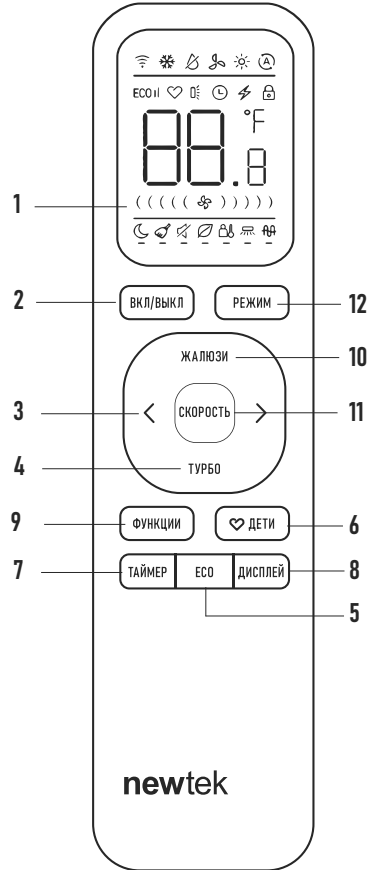 A
ECO
88.8 °F
1
2 ВКЛ/ВЫКЛ РЕЖИМ 12
ЖАЛЮЗИ 10
3 < СКОРОСТЬ > 11
4 ТУРБО
9 ФУНКЦИИ ДЕТИ 6
7 ТАЙМЕР ECO ДИСПЛЕЙ 8
5
newtek